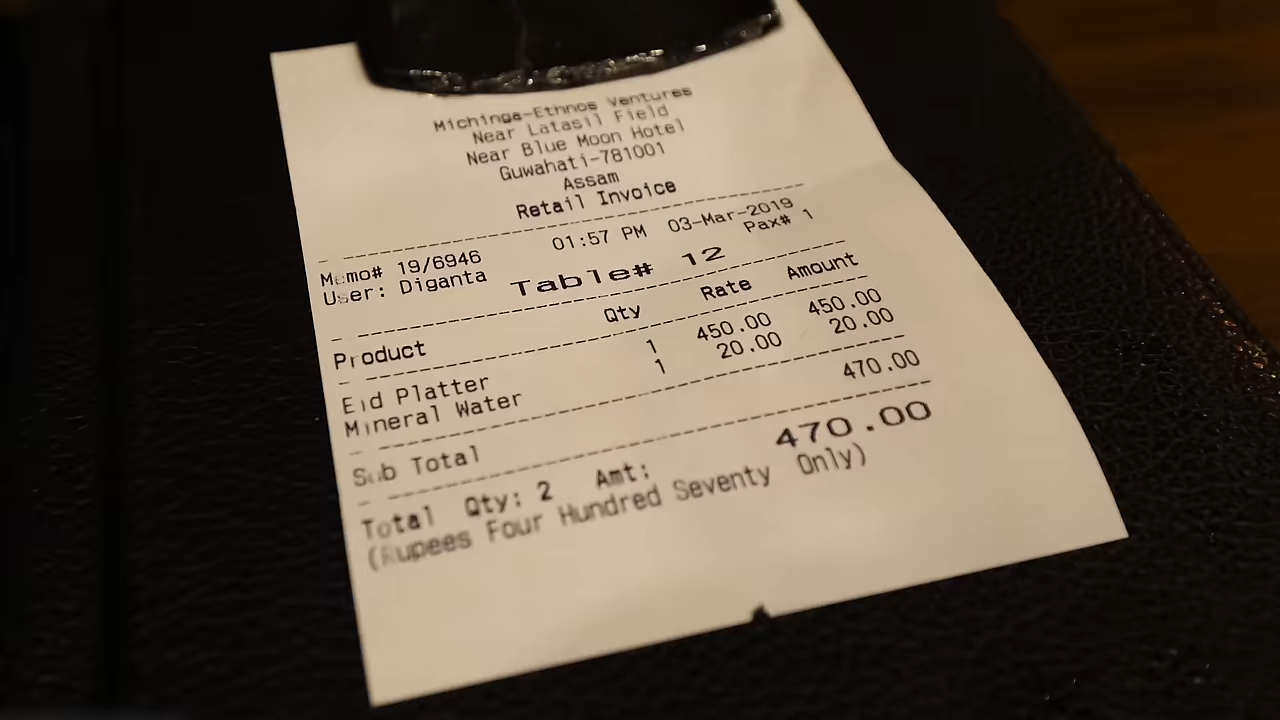 Michinga-Ethnos Ventures
Near Latasil Field
Near Blue Moon Hotel
Guwahati-781001
Assam
Retail Invoice
Memo# 19/6946 01:57 PM 03-Mar-2019
User: Diganta Table# 12 Pax# 1
Product Qty Rate Amount
Eid Platter 1 450.00 450.00
Mineral Water 1 20.00 20.00
Sub Total 470.00
Total Qty: 2 Amt: 470.00
(Rupees Four Hundred Seventy Only)